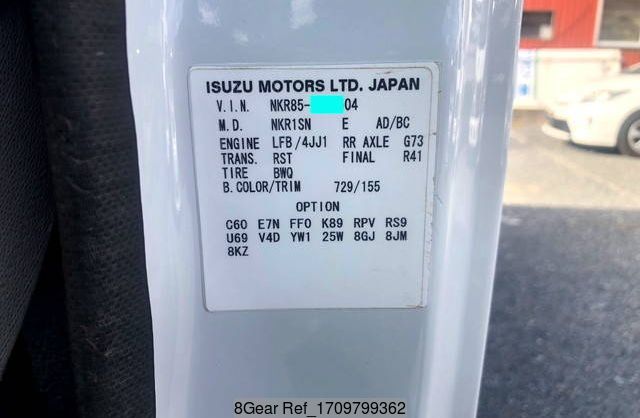 ISUZU MOTORS LTD. JAPAN
V.I.N. NKR85- 04
M.D. NKR1SN E AD/BC
ENGINE LFB/4JJ1 RR AXLE G73
TRANS. RST FINAL R41
TIRE BWQ
B.COLOR/TRIM 729/155
OPTION
C60 E7N FF0 K89 RPV RS9
U69 V4D YW1 25W 8GJ 8JM
8KZ
8Gear Ref_1709799362